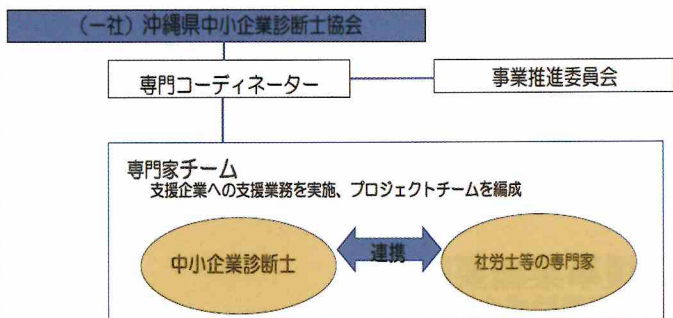 （一社）沖縄県中小企業診断士協会
専門コーディネーター
事業推進委員会
専門家チーム
支援企業への支援業務を実施、プロジェクトチームを編成
中小企業診断士
連携
社労士等の専門家